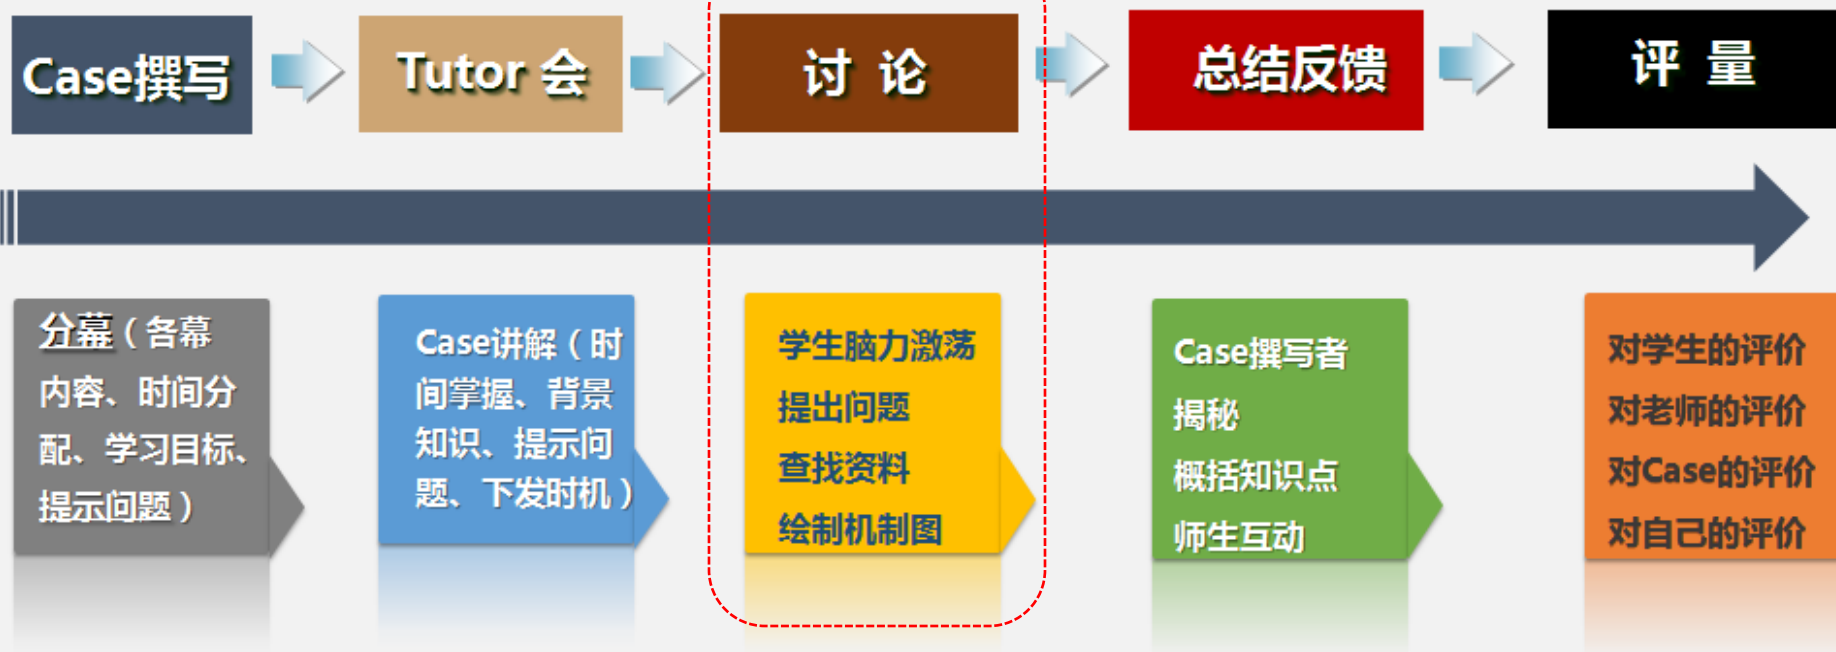 Case撰写
Tutor 会
讨 论
总结反馈
评 量
分幕（各幕
内容、时间分
配、学习目标、
提示问题）
Case讲解（时
间掌握、背景
知识、提示问
题、下发时机）
学生脑力激荡
提出问题
查找资料
绘制机制图
Case撰写者
揭秘
概括知识点
师生互动
对学生的评价
对老师的评价
对Case的评价
对自己的评价